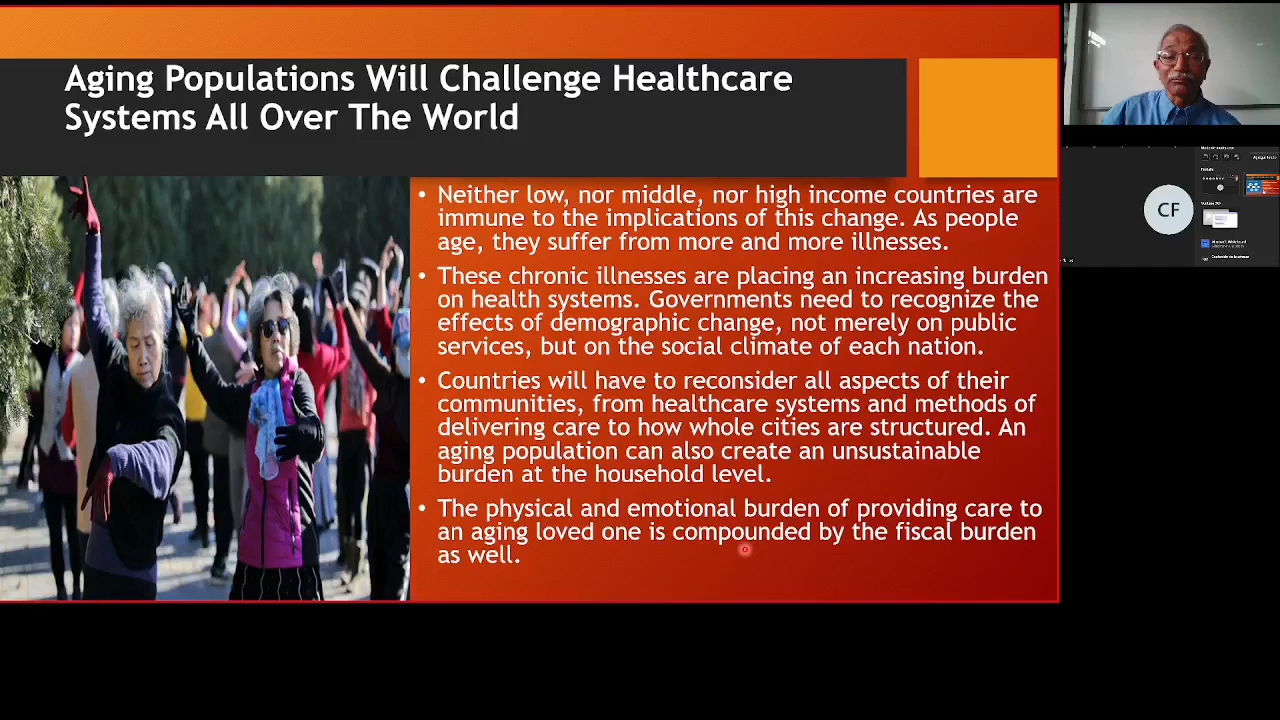 Aging Populations Will Challenge Healthcare
Systems All Over The World
• Neither low, nor middle, nor high income countries are
immune to the implications of this change. As people
age, they suffer from more and more illnesses.
• These chronic illnesses are placing an increasing burden
on health systems. Governments need to recognize the
effects of demographic change, not merely on public
services, but on the social climate of each nation.
• Countries will have to reconsider all aspects of their
communities, from healthcare systems and methods of
delivering care to how whole cities are structured. An
aging population can also create an unsustainable
burden at the household level.
• The physical and emotional burden of providing care to
an aging loved one is compounded by the fiscal burden
as well.
CF